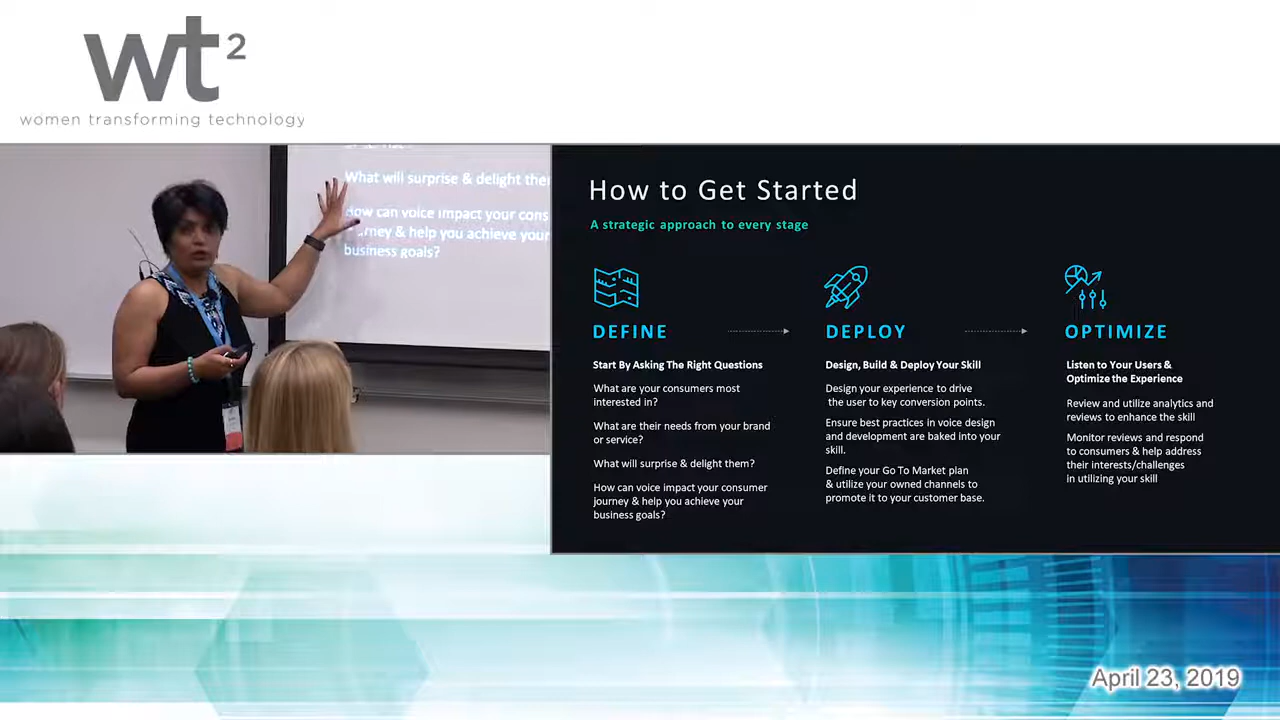 wt2
women transforming technology
What will surprise & delight the
ow can voice impact your cons
ney & help you achieve your
business goals?
How to Get Started
A strategic approach to every stage
DEFINE
Start By Asking The Right Questions
What are your consumers most
interested in?
What are their needs from your brand
or service?
What will surprise & delight them?
How can voice impact your consumer
journey & help you achieve your
business goals?
DEPLOY
Design, Build & Deploy Your Skill
Design your experience to drive
the user to key conversion points.
Ensure best practices in voice design
and development are baked into your
skill.
Define your Go To Market plan
& utilize your owned channels to
promote it to your customer base.
OPTIMIZE
Listen to Your Users &
Optimize the Experience
Review and utilize analytics and
reviews to enhance the skill
Monitor reviews and respond
to consumers & help address
their interests/challenges
in utilizing your skill
April 23, 2019